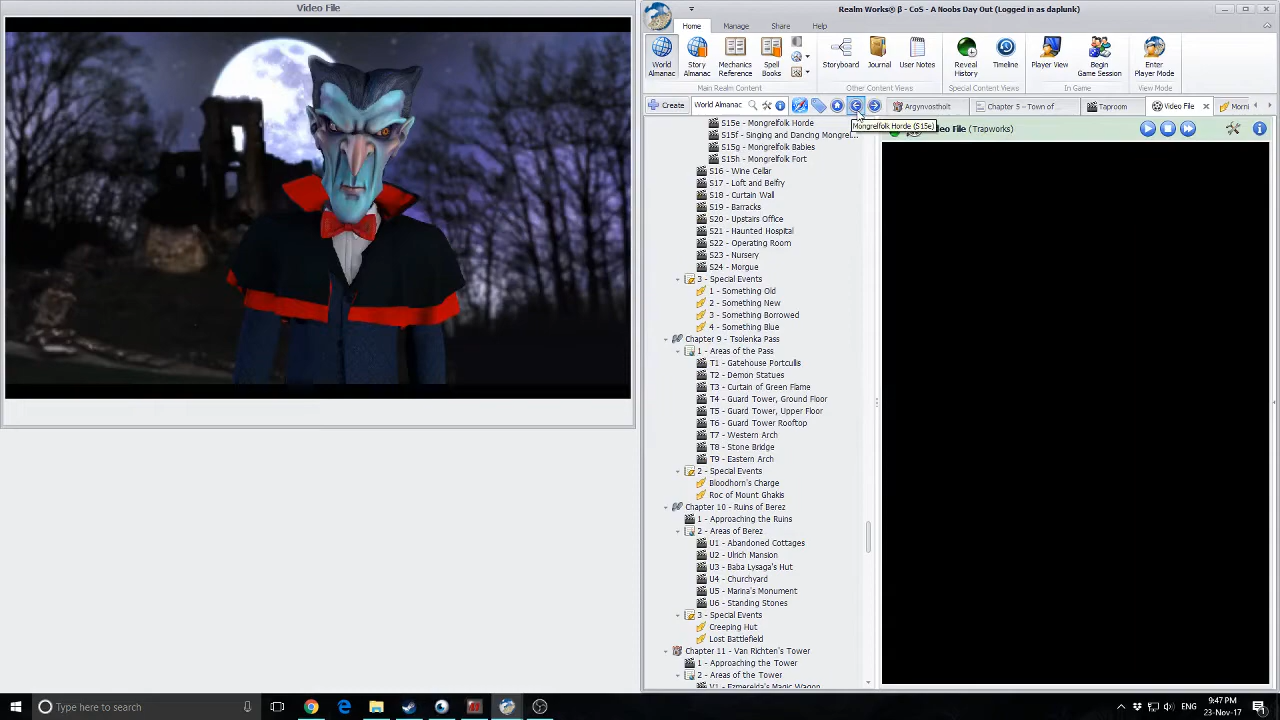 Video File
Realm Works® β - CoS - A Noobs Day Out (Logged in as daplunk)
Home
Manage
Share
Help
World Almanac
Story Almanac
Mechanics Reference
Spell Books
Storyboard
Journal
User Notes
Reveal History
Timeline
Player View
Begin Game Session
Enter Player Mode
Main Realm Content
Other Content Views
Special Content Views
In Game
View Mode
Create
World Almanac
Argynvostholt
Chapter 5 - Town of ...
Taproom
Video File
Morni
Mongrelfolk Horde (S15e)
Video File (Trapworks)
S15e - Mongrelfolk Horde
S15f - Singing and Dancing Mongrel...
S15g - Mongrelfolk Babies
S15h - Mongrelfolk Fort
S16 - Wine Cellar
S17 - Loft and Belfry
S18 - Curtain Wall
S19 - Barracks
S20 - Upstairs Office
S21 - Haunted Hospital
S22 - Operating Room
S23 - Nursery
S24 - Morgue
3 - Special Events
1 - Something Old
2 - Something New
3 - Something Borrowed
4 - Something Blue
Chapter 9 - Tsolenka Pass
1 - Areas of the Pass
T1 - Gatehouse Portculis
T2 - Demon Statues
T3 - Curtain of Green Flame
T4 - Guard Tower, Ground Floor
T5 - Guard Tower, Upper Floor
T6 - Guard Tower Rooftop
T7 - Western Arch
T8 - Stone Bridge
T9 - Eastern Arch
2 - Special Events
Bloodhorn's Charge
Roc of Mount Ghakis
Chapter 10 - Ruins of Berez
1 - Approaching the Ruins
2 - Areas of Berez
U1 - Abandoned Cottages
U2 - Ulrich Mansion
U3 - Baba Lysaga's Hut
U4 - Churchyard
U5 - Marina's Monument
U6 - Standing Stones
3 - Special Events
Creeping Hut
Lost Battlefield
Chapter 11 - Van Richten's Tower
1 - Approaching the Tower
2 - Areas of the Tower
V1 - Ezmerelda's Magic Wagon
Type here to search
ENG
9:47 PM
23-Nov-17